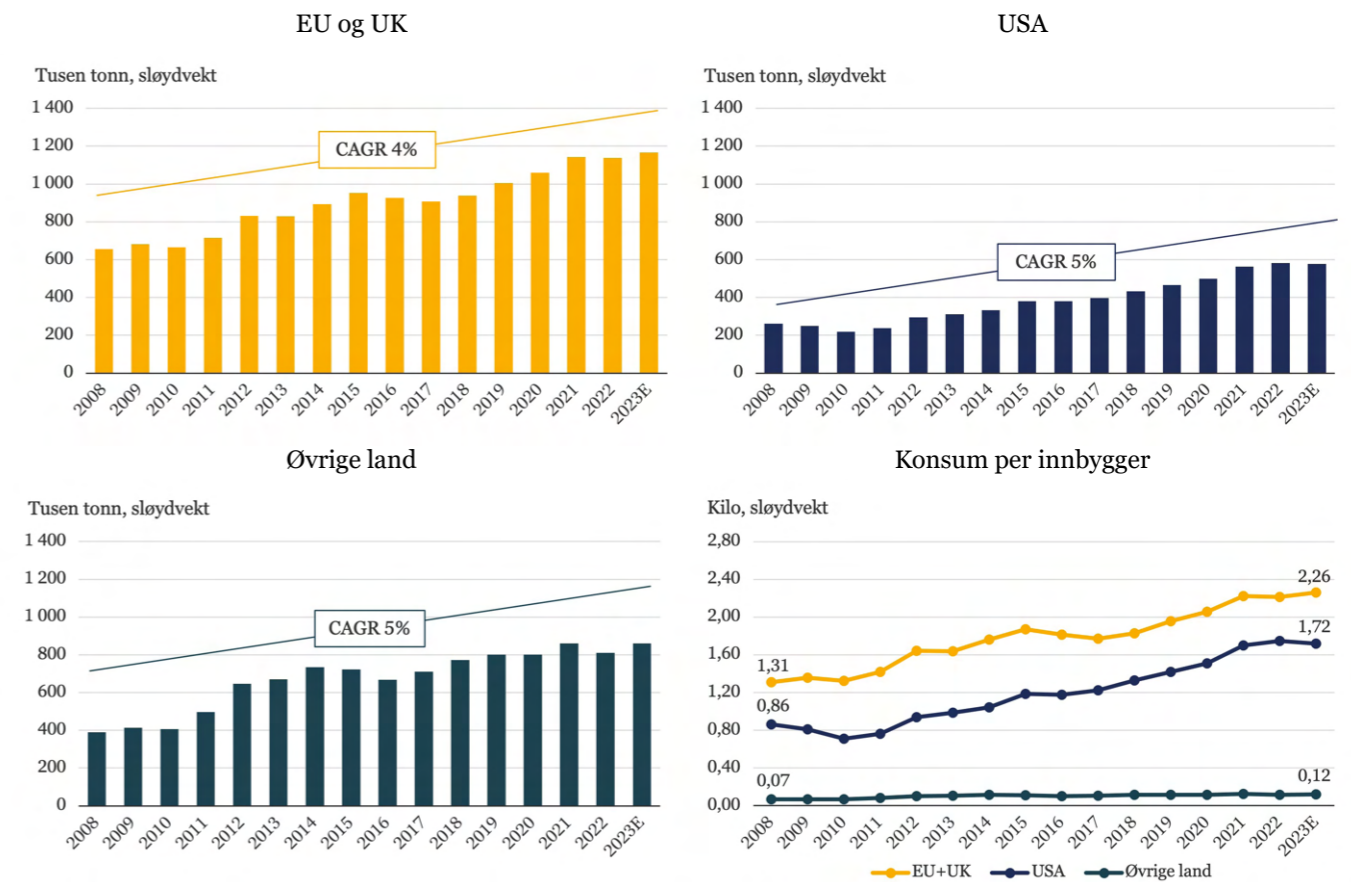 EU og UK
Tusen tonn, sløydvekt
1 400
1 200
1 000
800
600
400
200
0
CAGR 4%
2008 2009 2010 2011 2012 2013 2014 2015 2016 2017 2018 2019 2020 2021 2022 2023E
USA
Tusen tonn, sløydvekt
1 400
1 200
1 000
800
600
400
200
0
CAGR 5%
2008 2009 2010 2011 2012 2013 2014 2015 2016 2017 2018 2019 2020 2021 2022 2023E
Øvrige land
Tusen tonn, sløydvekt
1 400
1 200
1 000
800
600
400
200
0
CAGR 5%
2008 2009 2010 2011 2012 2013 2014 2015 2016 2017 2018 2019 2020 2021 2022 2023E
Konsum per innbygger
Kilo, sløydvekt
2,80
2,40
2,00
1,60
1,20
0,80
0,40
0,00
1,31
0,86
0,07
2,26
1,72
0,12
2008 2009 2010 2011 2012 2013 2014 2015 2016 2017 2018 2019 2020 2021 2022 2023E
EU+UK USA Øvrige land